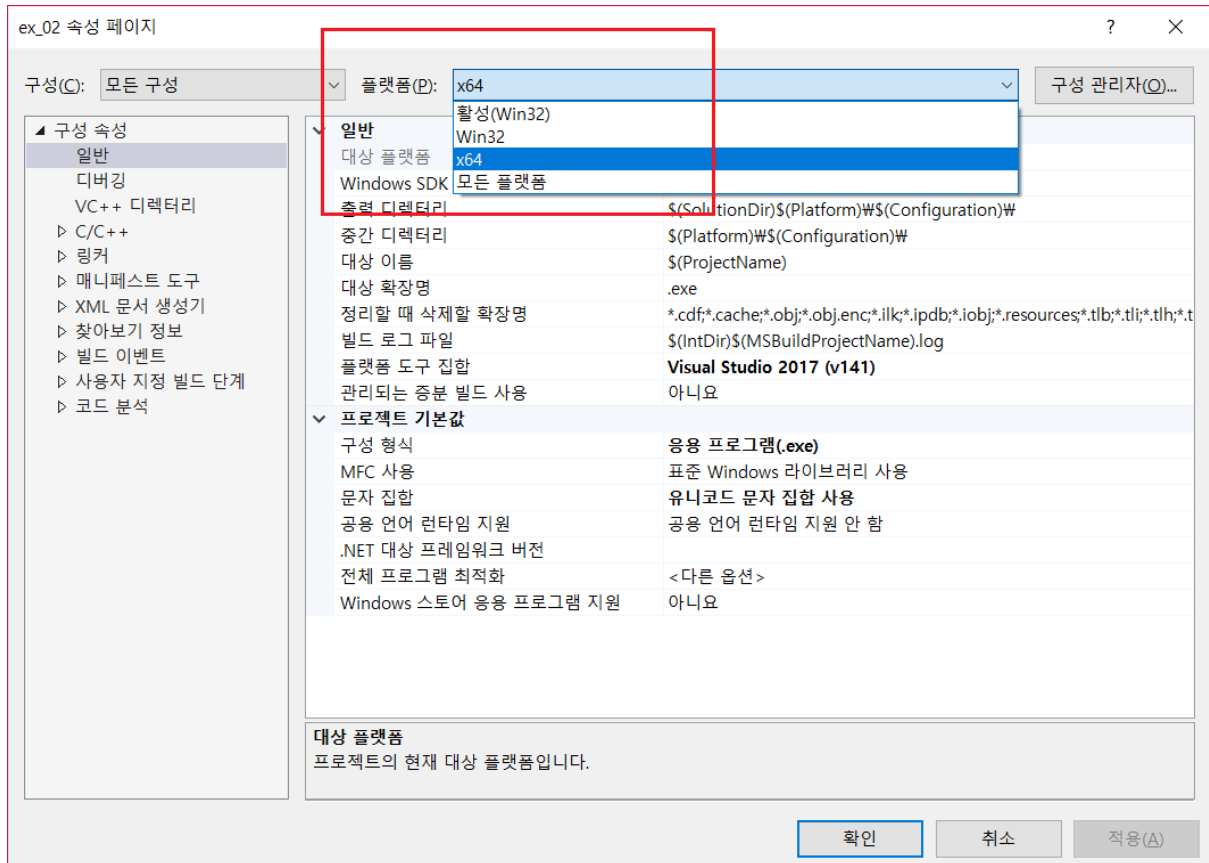 ex_02 속성 페이지
?
구성(C): 모든 구성 플랫폼(P): x64 구성 관리자(O)...
활성(Win32)
Win32
x64
모든 플랫폼
구성 속성
일반
디버깅
VC++ 디렉터리
C/C++
링커
매니페스트 도구
XML 문서 생성기
찾아보기 정보
빌드 이벤트
사용자 지정 빌드 단계
코드 분석
일반
대상 플랫폼
Windows SDK
출력 디렉터리 $(SolutionDir)$(Platform)₩$(Configuration)₩
중간 디렉터리 $(Platform)₩$(Configuration)₩
대상 이름 $(ProjectName)
대상 확장명 .exe
정리할 때 삭제할 확장명 *.cdf;*.cache;*.obj;*.obj.enc;*.ilk;*.ipdb;*.iobj;*.resources;*.tlb;*.tli;*.tlh;*.t
빌드 로그 파일 $(IntDir)$(MSBuildProjectName).log
플랫폼 도구 집합 Visual Studio 2017 (v141)
관리되는 증분 빌드 사용 아니요
프로젝트 기본값
구성 형식 응용 프로그램(.exe)
MFC 사용 표준 Windows 라이브러리 사용
문자 집합 유니코드 문자 집합 사용
공용 언어 런타임 지원 공용 언어 런타임 지원 안 함
.NET 대상 프레임워크 버전
전체 프로그램 최적화 <다른 옵션>
Windows 스토어 응용 프로그램 지원 아니요
대상 플랫폼
프로젝트의 현재 대상 플랫폼입니다.
확인 취소 적용(A)